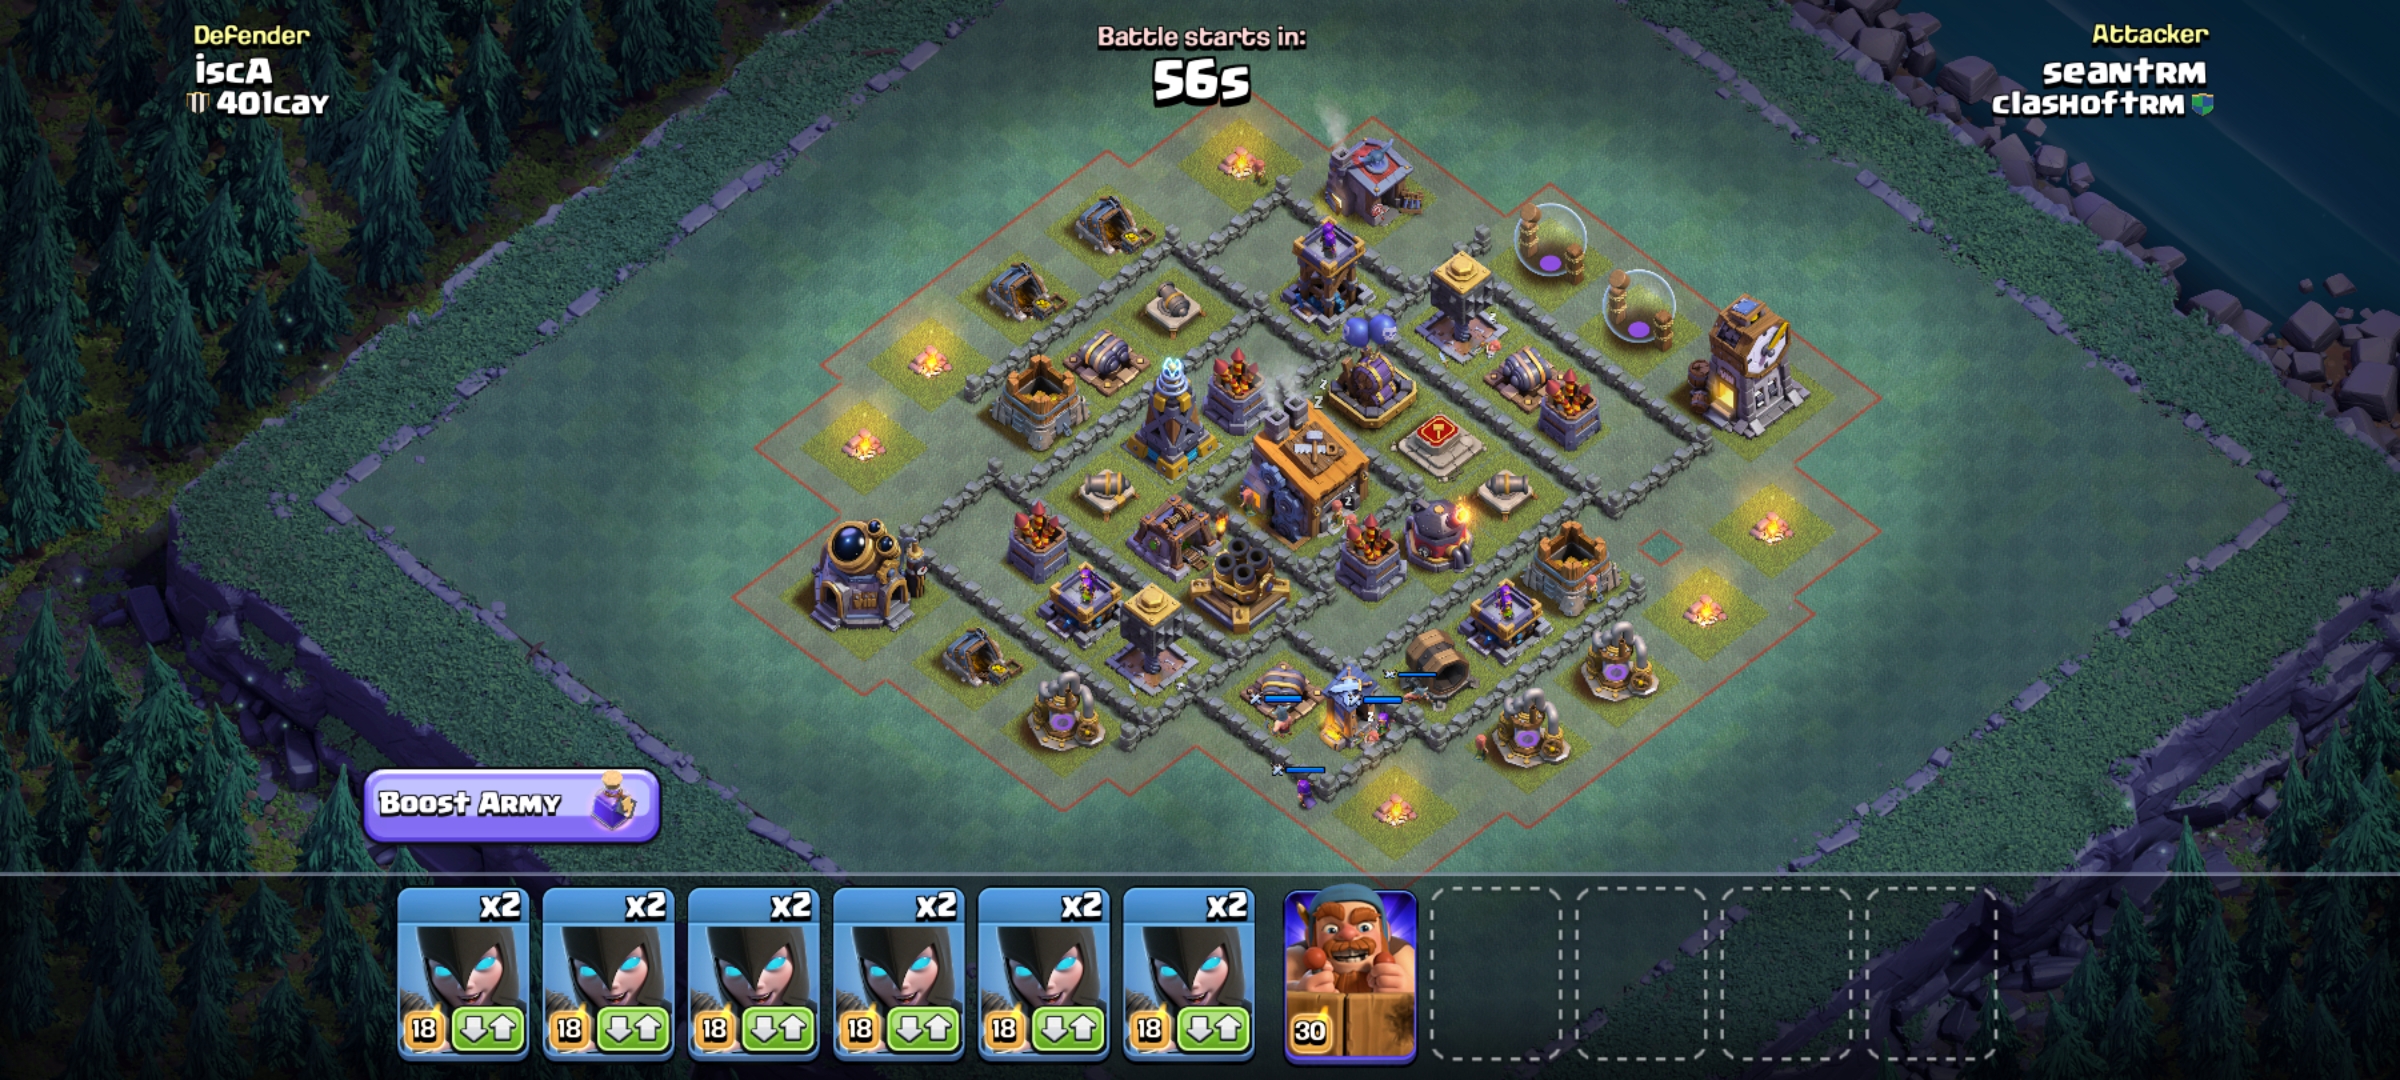 Defender
iscA
401cay
Battle starts in:
56s
Attacker
seantRM
clashoftRM
Boost Army
x2 x2 x2 x2 x2 x2
18 18 18 18 18 18 30